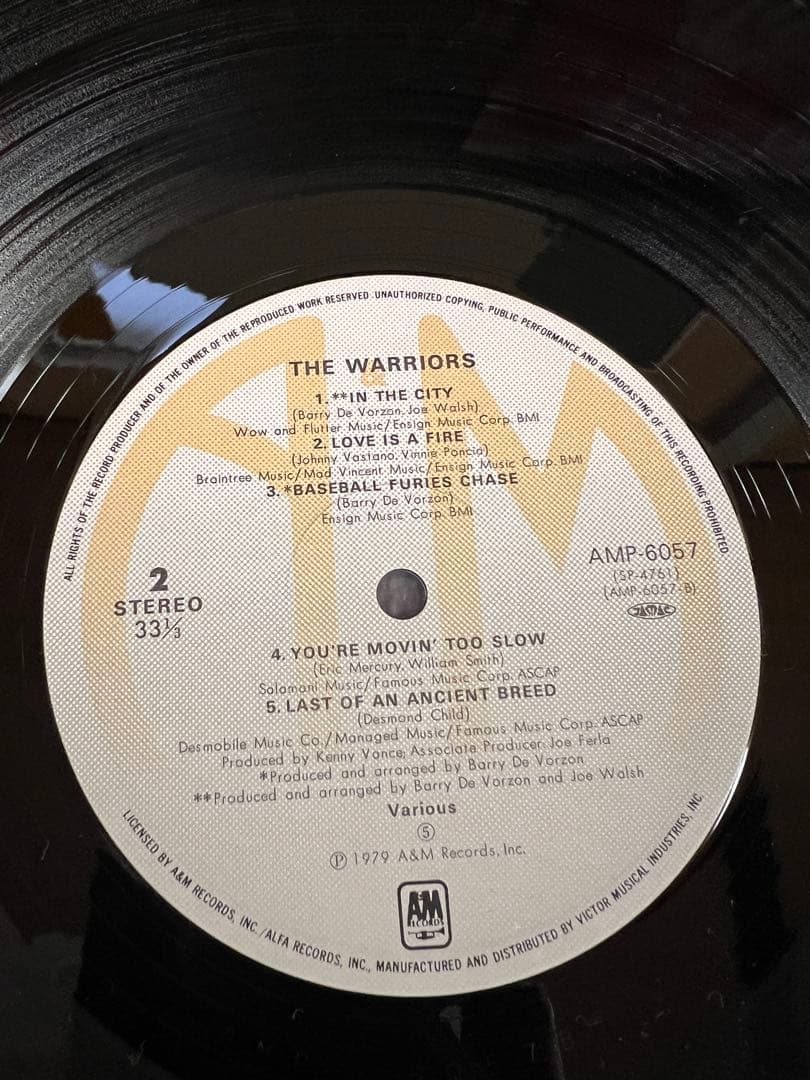 ALL RIGHTS OF THE RECORD PRODUCER AND OF THE OWNER OF THE REPRODUCED WORK RESERVED. UNAUTHORIZED COPYING, PUBLIC PERFORMANCE AND BROADCASTING OF THIS RECORDING PROHIBITED
THE WARRIORS
1. **IN THE CITY
(Barry De Vorzon, Joe Walsh)
Wow and Flutter Music/Ensign Music Corp. BMI
2. LOVE IS A FIRE
(Johnny Vastano, Vinnie Poncia)
Braintree Music/Mad Vincent Music/Ensign Music Corp. BMI
3. *BASEBALL FURIES CHASE
(Barry De Vorzon)
Ensign Music Corp. BMI
2
STEREO
33⅓
AMP-6057
(SP-4761)
(AMP-6057-B)
JASRAC
4. YOU'RE MOVIN' TOO SLOW
(Eric Mercury, William Smith)
Salamani Music/Famous Music Corp. ASCAP
5. LAST OF AN ANCIENT BREED
(Desmond Child)
Desmobile Music Co./Managed Music/Famous Music Corp. ASCAP
Produced by Kenny Vance; Associate Producer: Joe Ferla
*Produced and arranged by Barry De Vorzon
**Produced and arranged by Barry De Vorzon and Joe Walsh
Various
⑤
Ⓟ 1979 A&M Records, Inc.
A&M
RECORDS
LICENSED BY A&M RECORDS, INC./ALFA RECORDS, INC., MANUFACTURED AND DISTRIBUTED BY VICTOR MUSICAL INDUSTRIES, INC